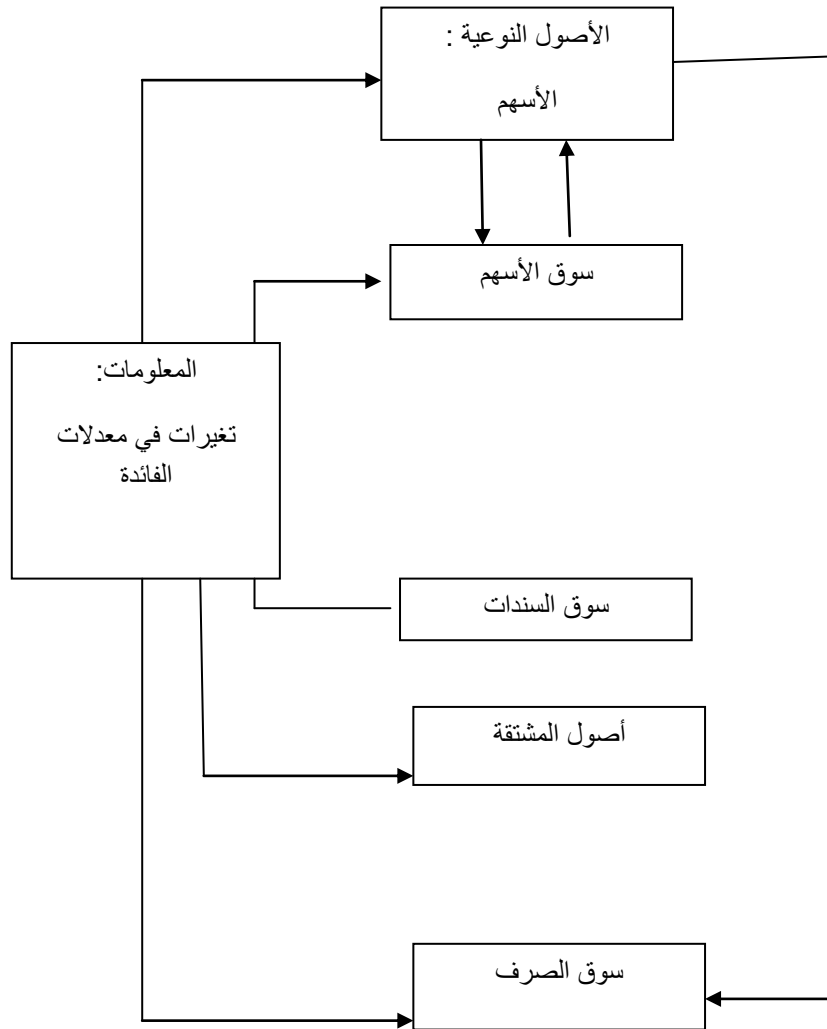 الأصول النوعية :
الأسهم
سوق الأسهم
المعلومات:
تغيرات في معدلات
الفائدة
سوق السندات
أصول المشتقة
سوق الصرف